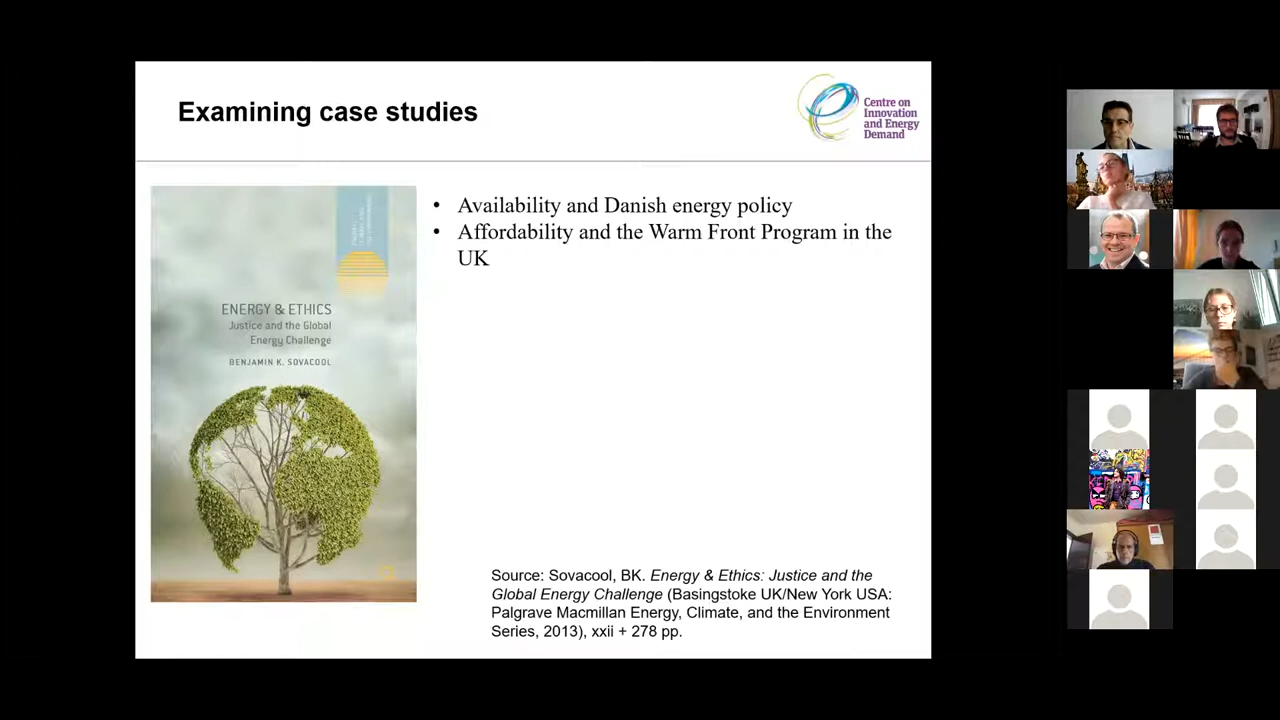 Examining case studies
Centre on
Innovation
and Energy
Demand
ENERGY & ETHICS
Justice and the Global
Energy Challenge
BENJAMIN K. SOVACOOL
• Availability and Danish energy policy
• Affordability and the Warm Front Program in the
UK
Source: Sovacool, BK. Energy & Ethics: Justice and the
Global Energy Challenge (Basingstoke UK/New York USA:
Palgrave Macmillan Energy, Climate, and the Environment
Series, 2013), xxii + 278 pp.